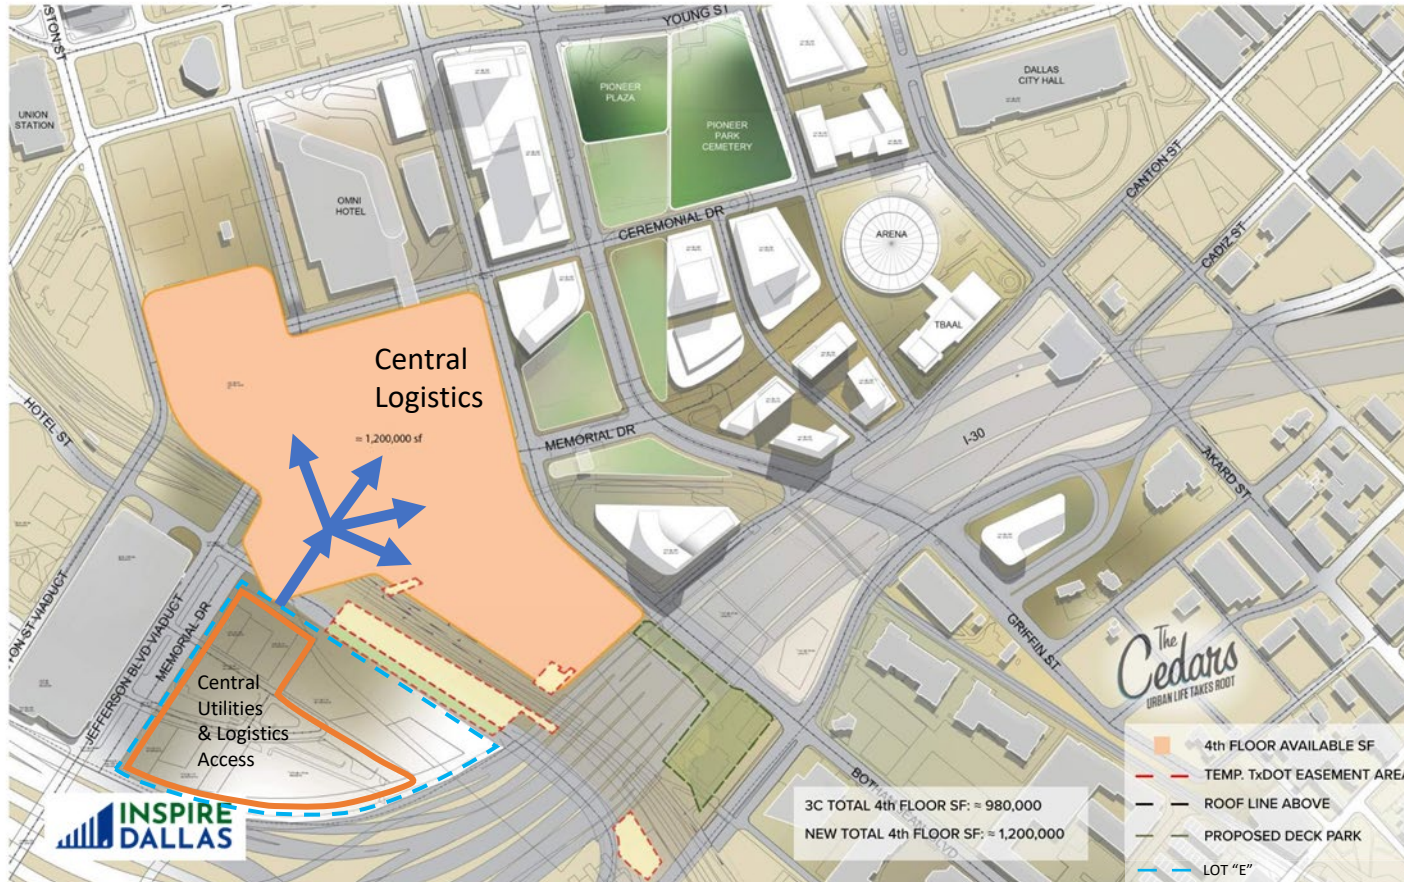 YOUNG ST
UNION
STATION
PIONEER
PLAZA
PIONEER
PARK
CEMETERY
DALLAS
CITY HALL
CANTON ST
OMNI
HOTEL
CEREMONIAL DR
ARENA
CADIZ ST
TBAAL
Central
Logistics
≈ 1,200,000 sf
HOTEL ST
MEMORIAL DR
I-30
AKARD ST
JEFFERSON BLVD VIADUCT
MEMORIAL DR
GRIFFIN ST
The
Cedars
URBAN LIFE TAKES ROOT
Central
Utilities
& Logistics
Access
INSPIRE
DALLAS
3C TOTAL 4th FLOOR SF: ≈ 980,000
NEW TOTAL 4th FLOOR SF: ≈ 1,200,000
4th FLOOR AVAILABLE SF
TEMP. TxDOT EASEMENT AREA
ROOF LINE ABOVE
PROPOSED DECK PARK
LOT "E"